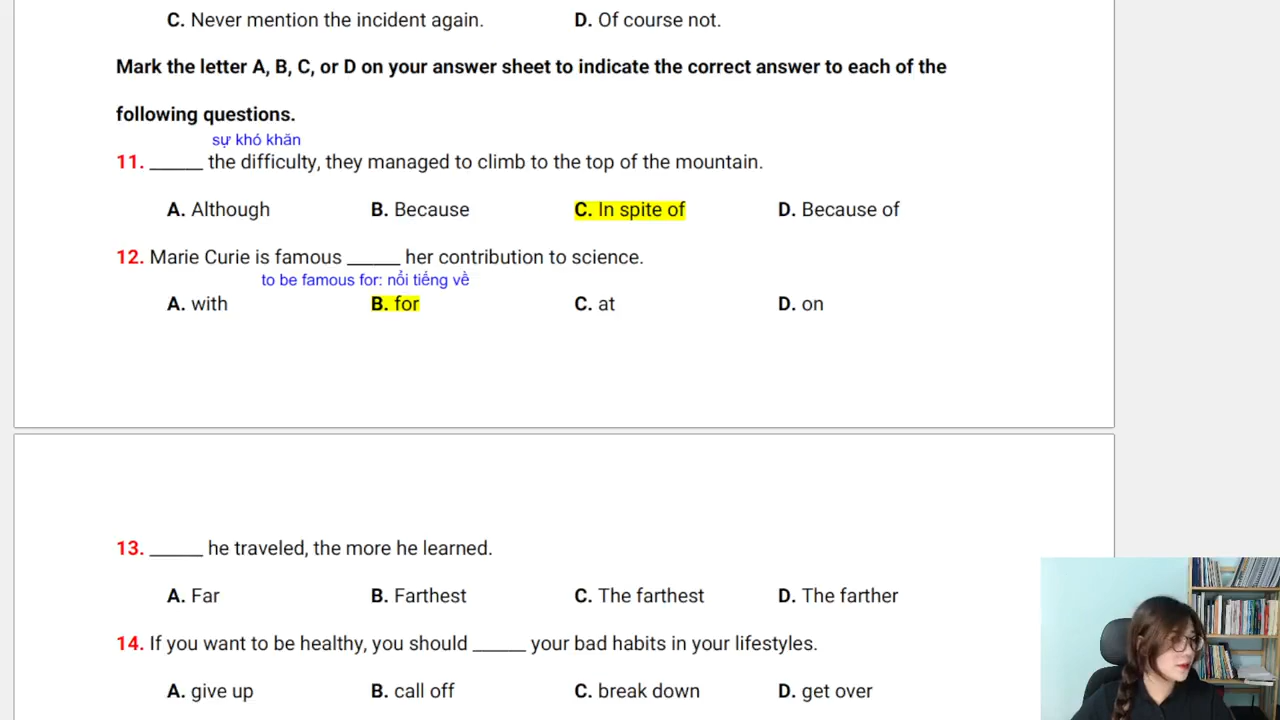 C. Never mention the incident again. D. Of course not.
Mark the letter A, B, C, or D on your answer sheet to indicate the correct answer to each of the
following questions.
sự khó khăn
11. _____ the difficulty, they managed to climb to the top of the mountain.
A. Although B. Because C. In spite of D. Because of
12. Marie Curie is famous _____ her contribution to science.
to be famous for: nổi tiếng về
A. with B. for C. at D. on
13. _____ he traveled, the more he learned.
A. Far B. Farthest C. The farthest D. The farther
14. If you want to be healthy, you should _____ your bad habits in your lifestyles.
A. give up B. call off C. break down D. get over